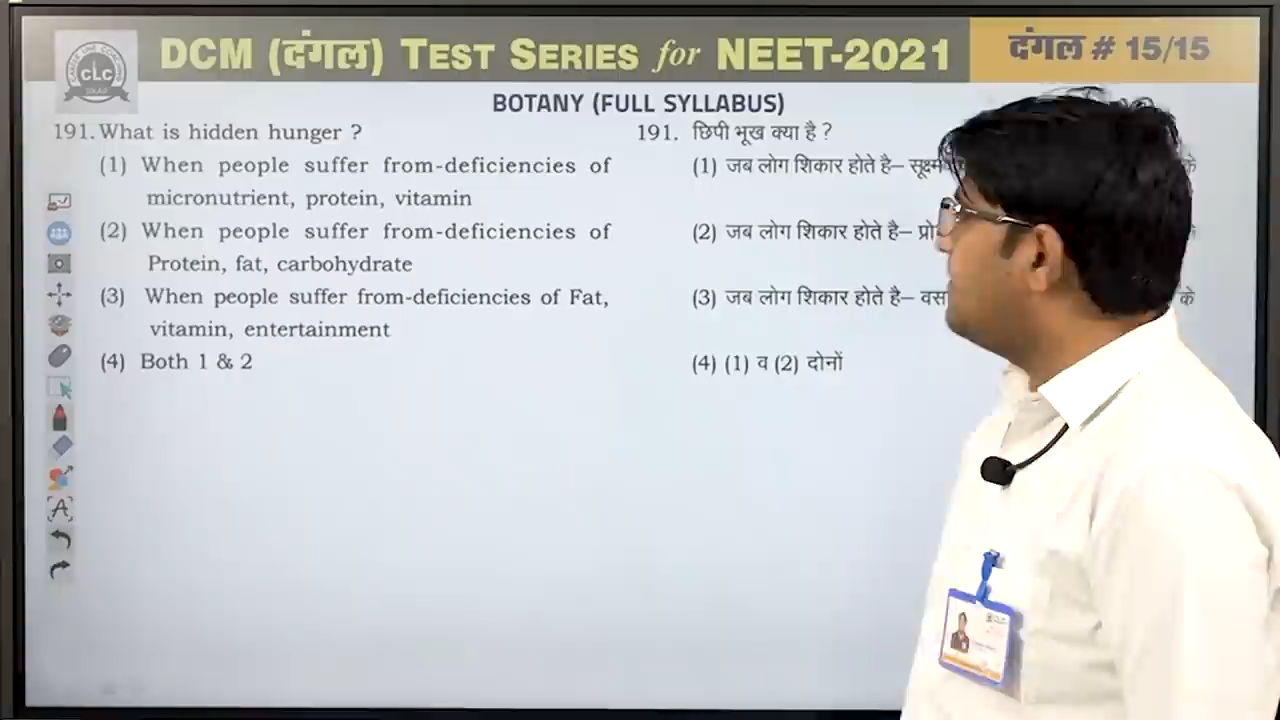 DCM (दंगल) TEST SERIES for NEET-2021
दंगल # 15/15
CLC
BOTANY (FULL SYLLABUS)
191. What is hidden hunger ?
(1) When people suffer from-deficiencies of
micronutrient, protein, vitamin
(2) When people suffer from-deficiencies of
Protein, fat, carbohydrate
(3) When people suffer from-deficiencies of Fat,
vitamin, entertainment
(4) Both 1 & 2
191. छिपी भूख क्या है ?
(1) जब लोग शिकार होते है–
(2) जब लोग शिकार होते है–
(3) जब लोग शिकार होते है– के
(4) (1) व (2) दोनों